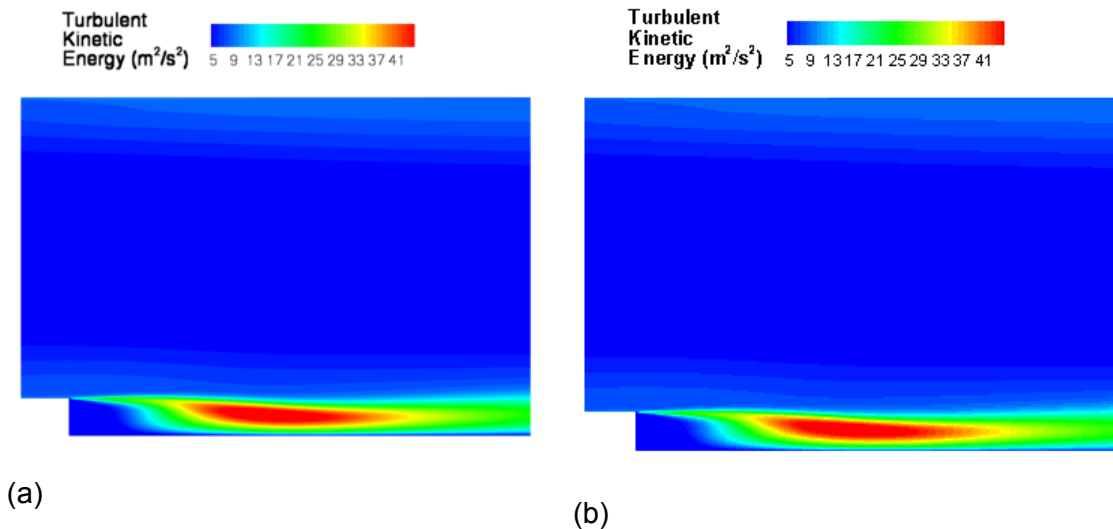 Turbulent
Kinetic
Energy (m²/s²)
5 9 13 17 21 25 29 33 37 41
Turbulent
Kinetic
Energy (m²/s²)
5 9 13 17 21 25 29 33 37 41
(a)
(b)